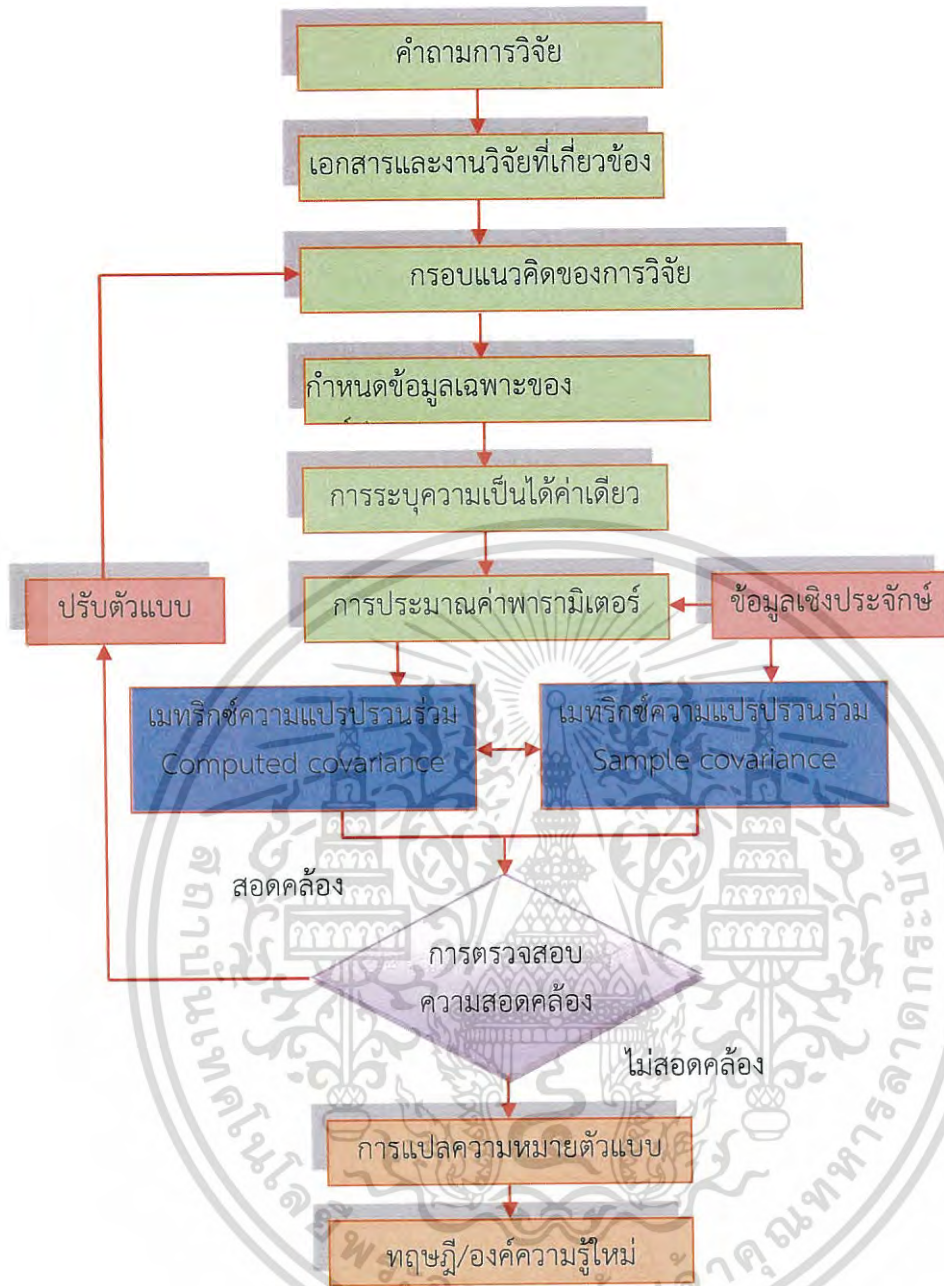 คำถามการวิจัย
เอกสารและงานวิจัยที่เกี่ยวข้อง
กรอบแนวคิดของการวิจัย
กำหนดข้อมูลเฉพาะของ
การระบุความเป็นได้ค่าเดียว
ปรับตัวแบบ
การประมาณค่าพารามิเตอร์
ข้อมูลเชิงประจักษ์
เมทริกซ์ความแปรปรวนร่วม
Computed covariance
เมทริกซ์ความแปรปรวนร่วม
Sample covariance
สอดคล้อง
การตรวจสอบ
ความสอดคล้อง
ไม่สอดคล้อง
การแปลความหมายตัวแบบ
ทฤษฎี/องค์ความรู้ใหม่